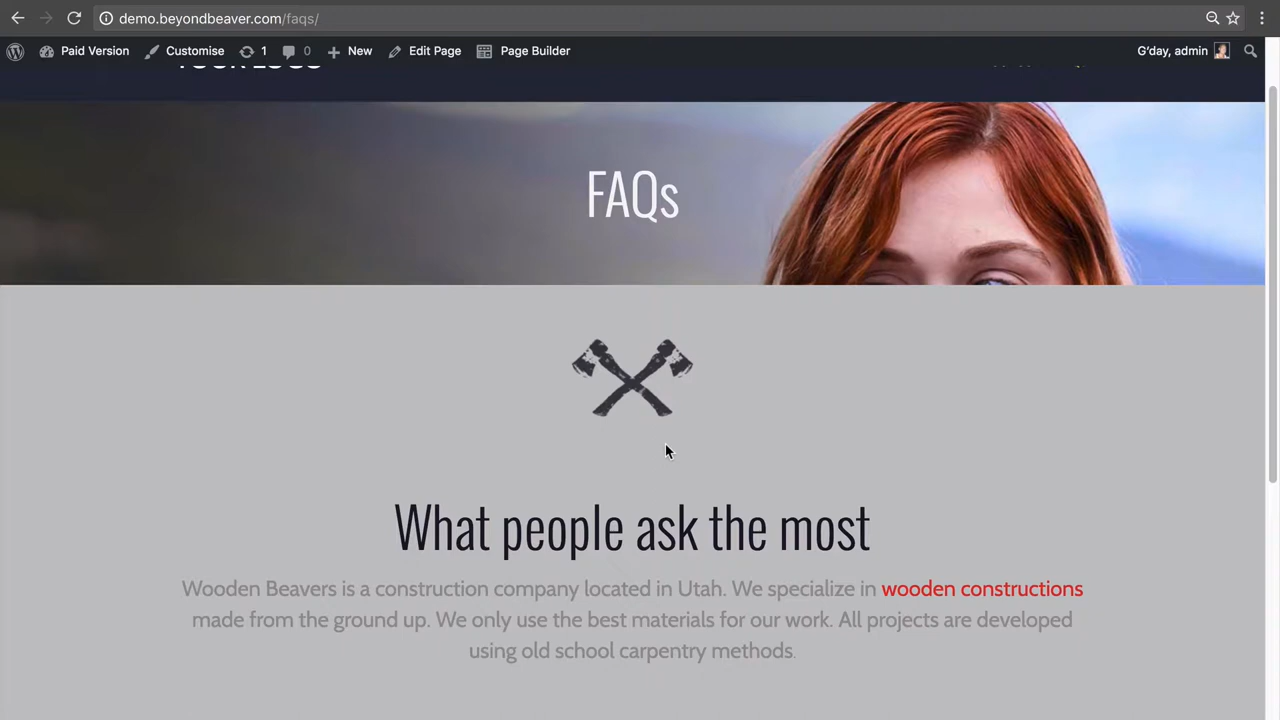 demo.beyondbeaver.com/faqs/
Paid Version Customise 1 0 New Edit Page Page Builder G'day, admin
YOUR LOGO
FAQs
What people ask the most
Wooden Beavers is a construction company located in Utah. We specialize in wooden constructions
made from the ground up. We only use the best materials for our work. All projects are developed
using old school carpentry methods.